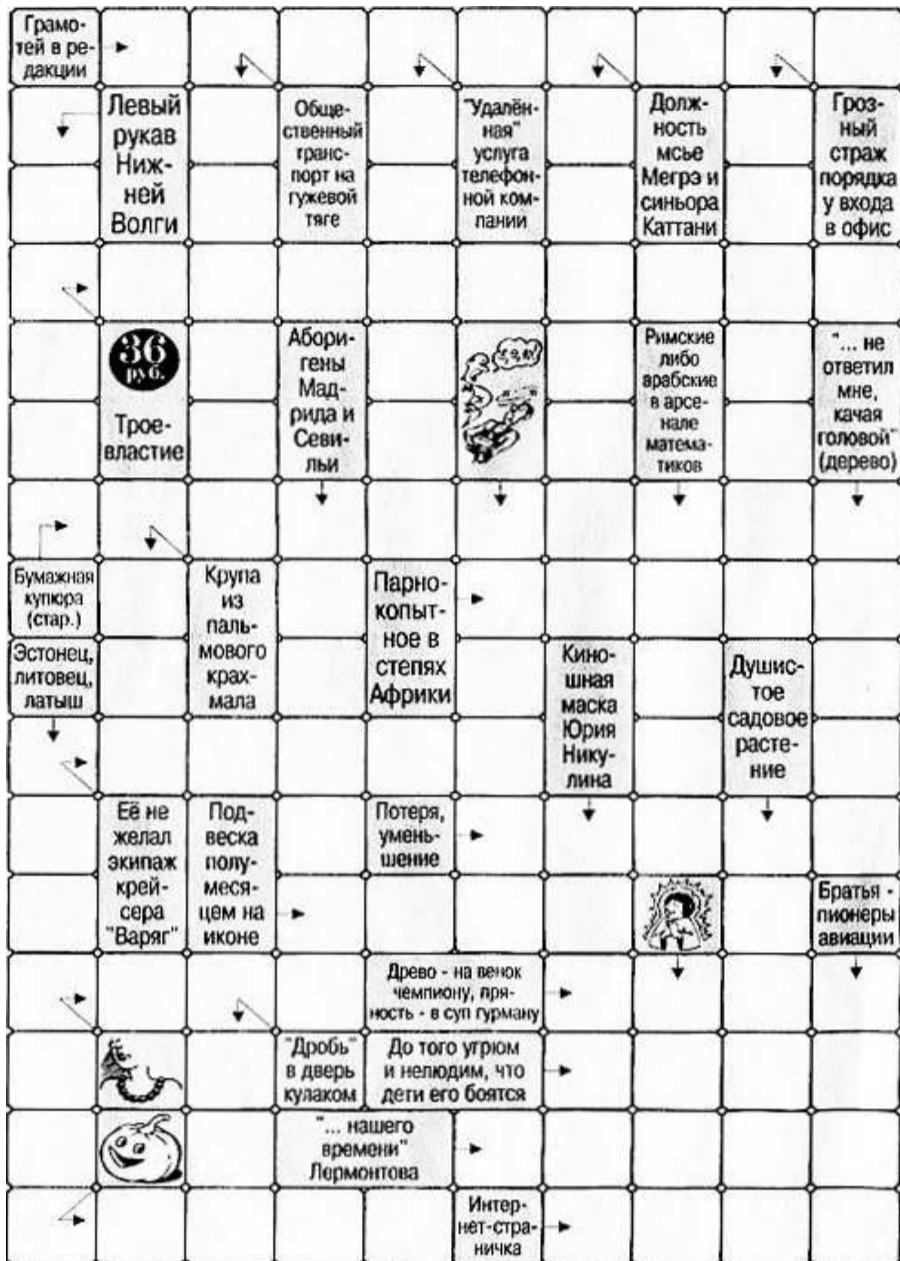 Грамо-
тей в ре-
дакции
Левый
рукав
Ниж-
ней
Волги
Обще-
ственный
транс-
порт на
гужевой
тяге
"Удалён-
ная"
услуга
телефон-
ной ком-
пании
Долж-
ность
мсье
Мегрэ и
синьора
Каттани
Гроз-
ный
страж
порядка
у входа
в офис
36
руб.
Трое-
властие
Абори-
гены
Мад-
рида и
Севи-
льи
Римские
либо
арабские
в арсе-
нале
матема-
тиков
"... не
ответил
мне,
качая
головой"
(дерево)
Бумажная
купюра
(стар.)
Крупа
из
паль-
мового
крах-
мала
Парно-
копыт-
ное в
степях
Африки
Эстонец,
литовец,
латыш
Кино-
шная
маска
Юрия
Нику-
лина
Душис-
тое
садовое
расте-
ние
Её не
желал
экипаж
крей-
сера
"Варяг"
Под-
веска
полу-
меся-
цем на
иконе
Потеря,
умень-
шение
Братья -
пионеры
авиации
Древо - на венок
чемпиону, пря-
ность - в суп гурману
"Дробь"
в дверь
кулаком
До того угрюм
и нелюдим, что
дети его боятся
"... нашего
времени"
Лермонтова
Интер-
нет-стра-
ничка